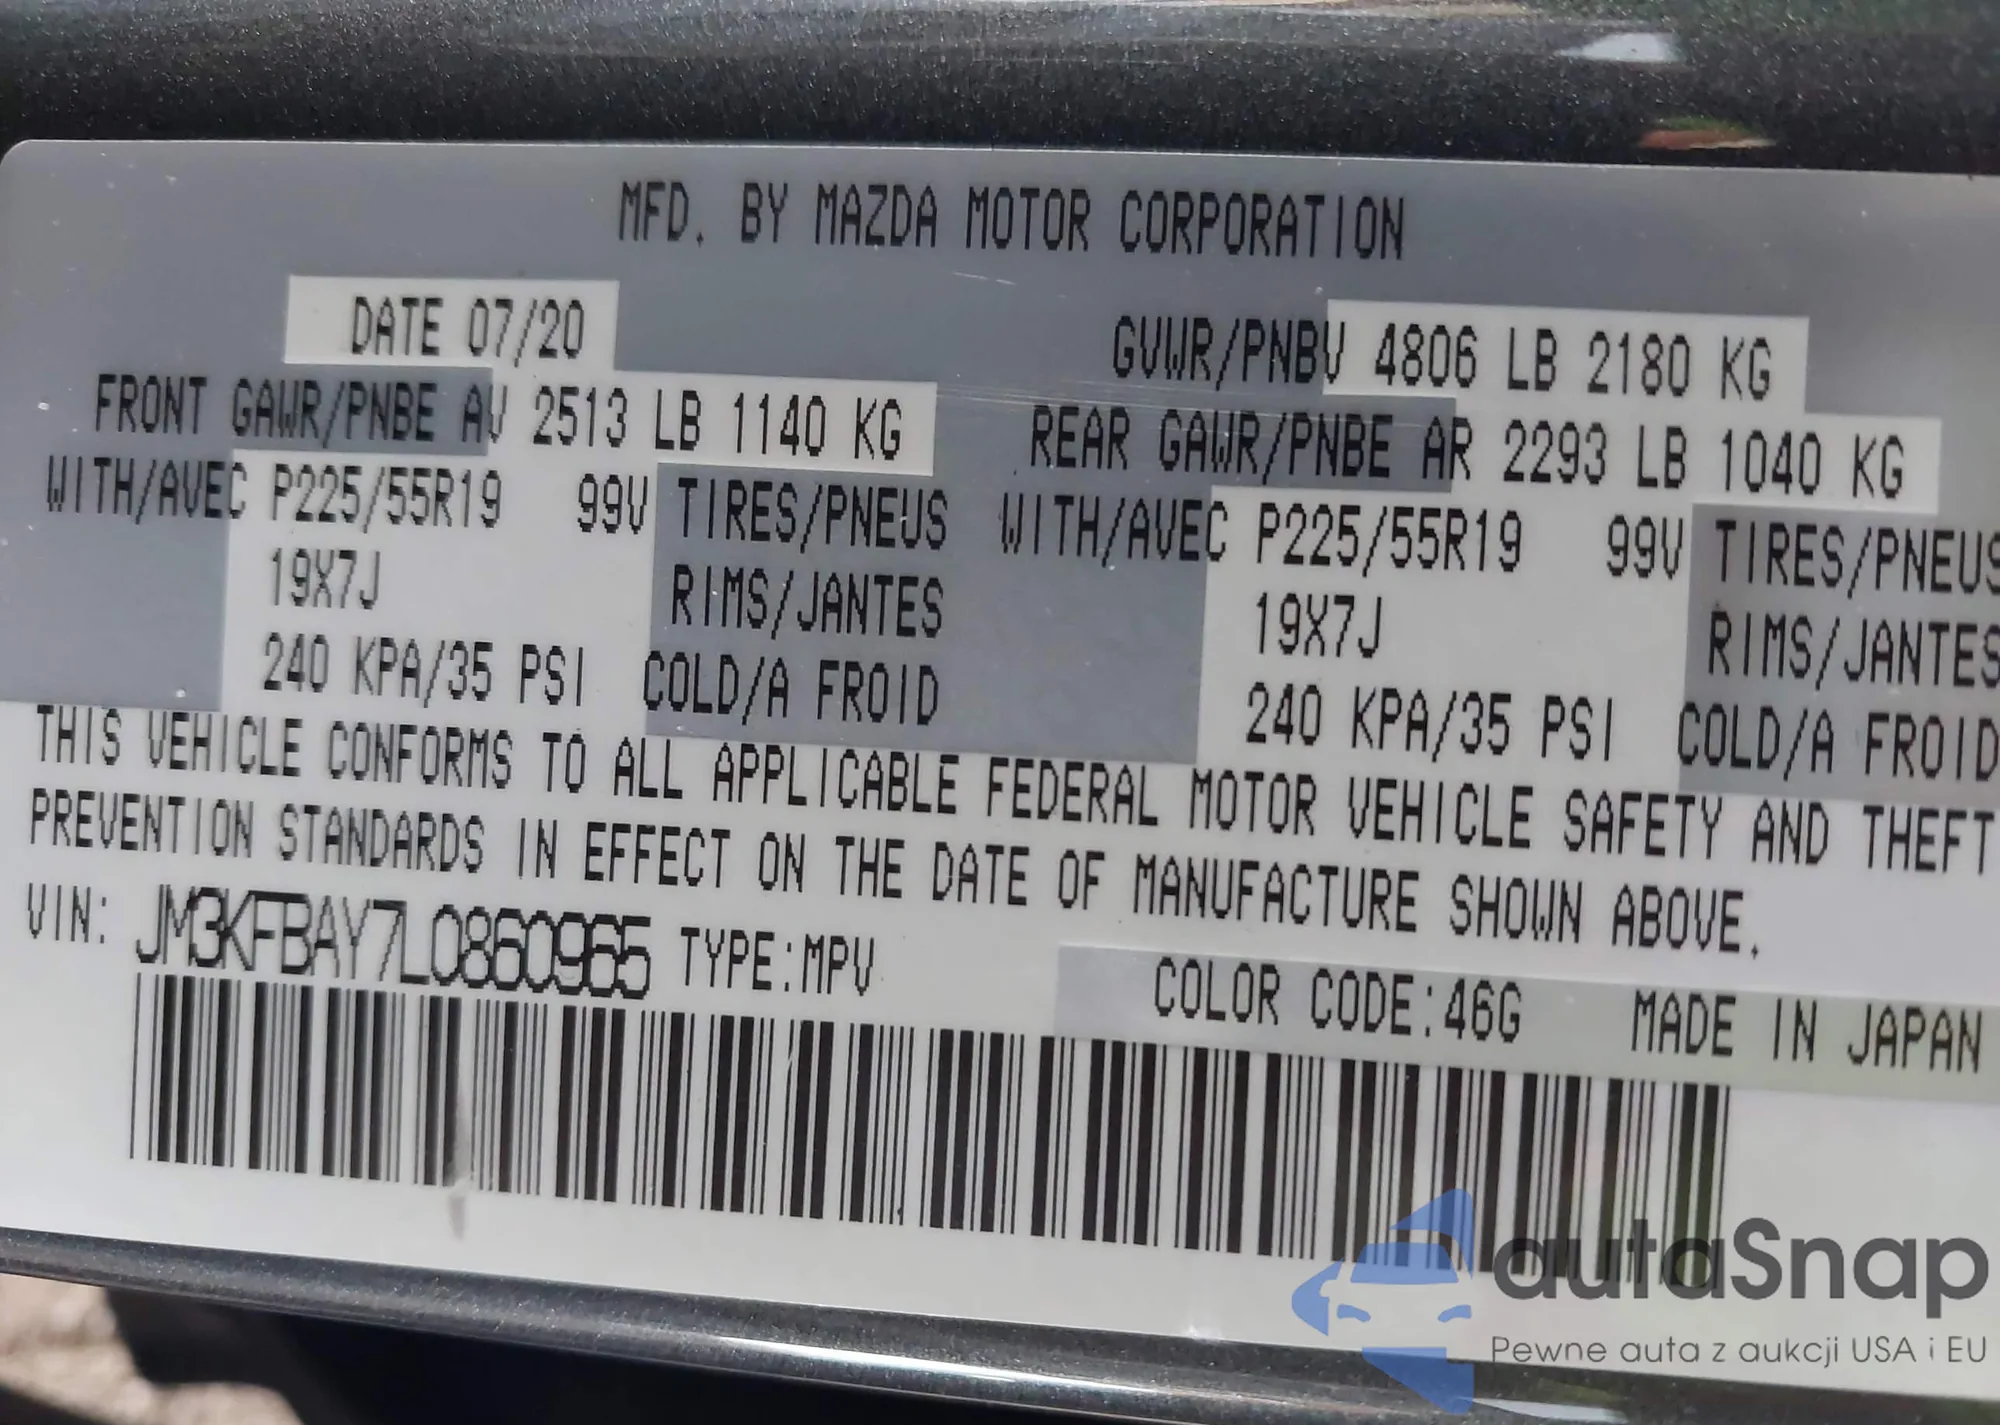 MFD. BY MAZDA MOTOR CORPORATION
DATE 07/20 GVWR/PNBV 4806 LB 2180 KG
FRONT GAWR/PNBE AV 2513 LB 1140 KG REAR GAWR/PNBE AR 2293 LB 1040 KG
WITH/AVEC P225/55R19 99V TIRES/PNEUS WITH/AVEC P225/55R19 99V TIRES/PNEUS
19X7J RIMS/JANTES 19X7J RIMS/JANTES
240 KPA/35 PSI COLD/A FROID 240 KPA/35 PSI COLD/A FROID
THIS VEHICLE CONFORMS TO ALL APPLICABLE FEDERAL MOTOR VEHICLE SAFETY AND THEFT
PREVENTION STANDARDS IN EFFECT ON THE DATE OF MANUFACTURE SHOWN ABOVE.
VIN: JM3KFBAY7L0860965 TYPE:MPV COLOR CODE:46G MADE IN JAPAN
autaSnap
Pewne auta z aukcji USA i EU